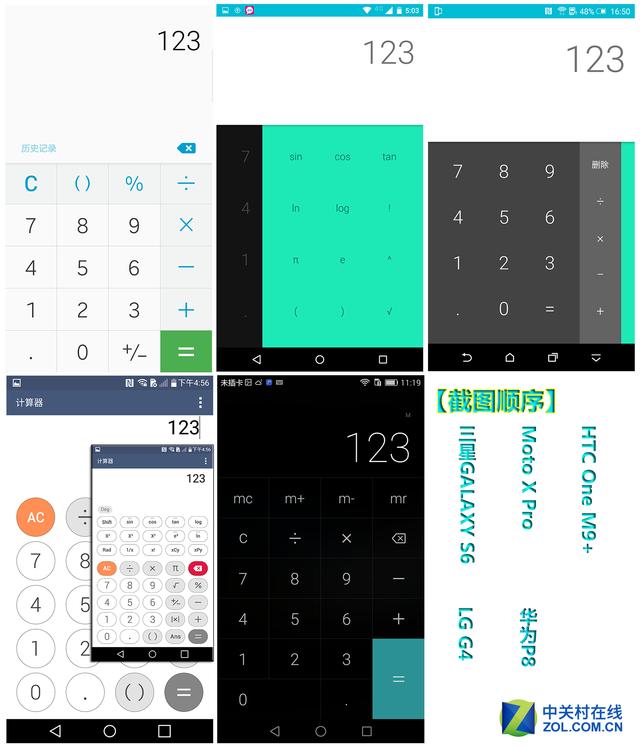 123
历史记录
C ( ) % ÷
7 8 9 ×
4 5 6 −
1 2 3 +
. 0 +/− =
4G 5:03
123
7 sin cos tan
4 ln log !
1 π e ^
. ( ) √
48% 16:50
123
7 8 9 删除
4 5 6 ÷
1 2 3 ×
. 0 = −
+
下午4:56
计算器
123
AC ÷
7 8
4 5
1 2
0 . ( ) =
下午4:56
计算器
123
Deg
Shift sin cos tan log
X² X³ Xʸ eˣ ln
Rad 1/x x! xCy xPy
AC ÷ × π
7 8 9 √ %
4 5 6 +/− −
1 2 3 |×| +
0 . ( ) Ans =
未插卡 11:19
M
123
mc m+ m- mr
C ÷ ×
7 8 9 −
4 5 6 +
1 2 3 =
0 .
【截图顺序】
三星GALAXY S6
Moto X Pro
HTC One M9+
LG G4
华为P8
中关村在线
ZOL.COM.CN